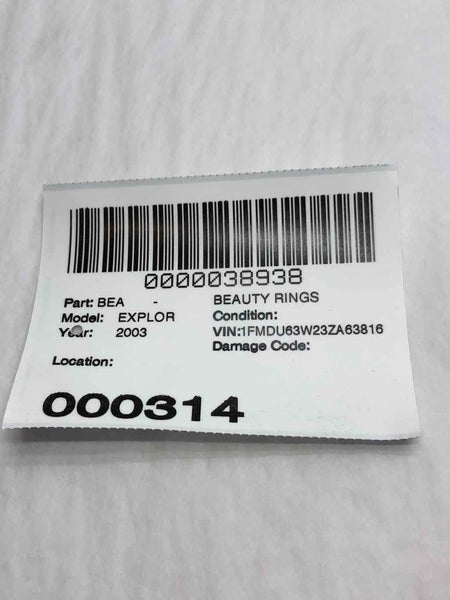 0000038938
Part: BEA - BEAUTY RINGS
Model: EXPLOR Condition:
Year: 2003 VIN:1FMDU63W23ZA63816
Damage Code:
Location:
000314